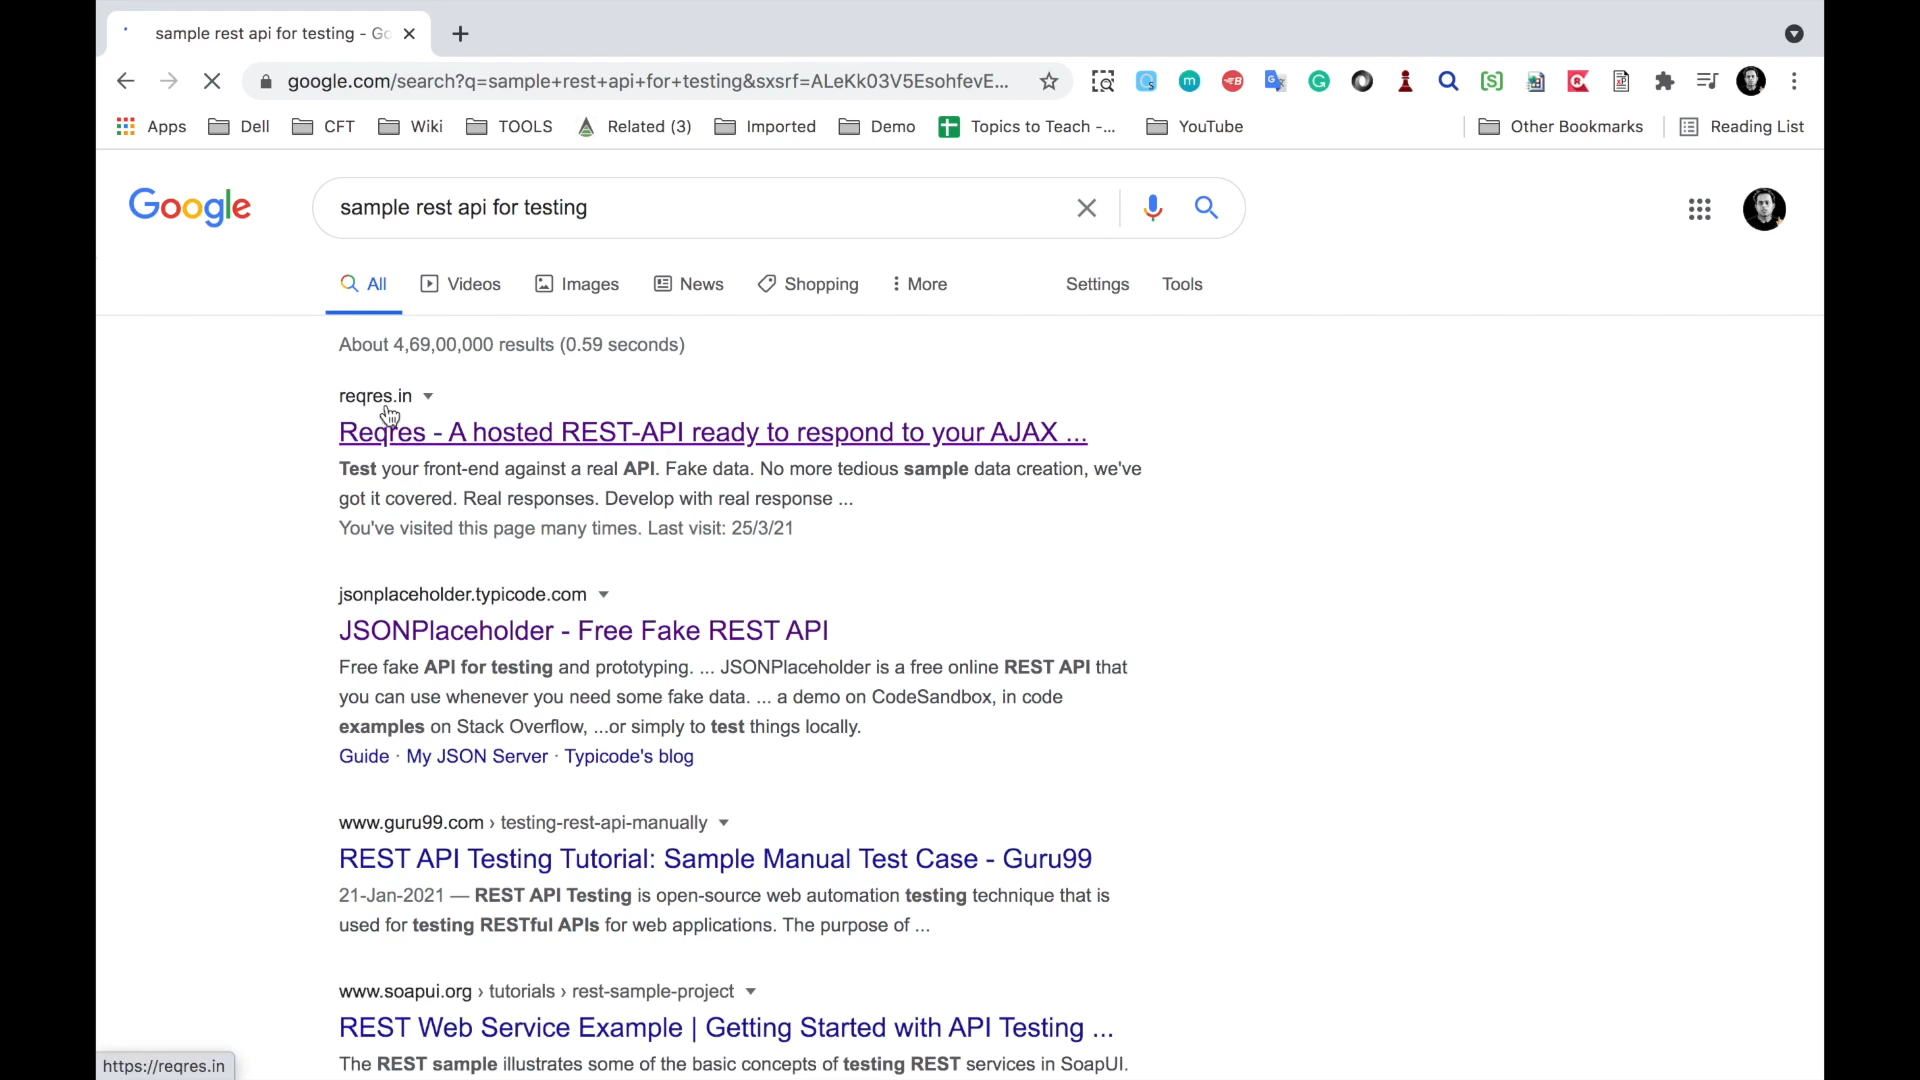 sample rest api for testing - Go
google.com/search?q=sample+rest+api+for+testing&sxsrf=ALeKk03V5EsohfevE...
Apps Dell CFT Wiki TOOLS Related (3) Imported Demo Topics to Teach -... YouTube Other Bookmarks Reading List
Google sample rest api for testing
All Videos Images News Shopping More Settings Tools
About 4,69,00,000 results (0.59 seconds)
reqres.in
Reqres - A hosted REST-API ready to respond to your AJAX ...
Test your front-end against a real API. Fake data. No more tedious sample data creation, we've
got it covered. Real responses. Develop with real response ...
You've visited this page many times. Last visit: 25/3/21
jsonplaceholder.typicode.com
JSONPlaceholder - Free Fake REST API
Free fake API for testing and prototyping. ... JSONPlaceholder is a free online REST API that
you can use whenever you need some fake data. ... a demo on CodeSandbox, in code
examples on Stack Overflow, ...or simply to test things locally.
Guide · My JSON Server · Typicode's blog
www.guru99.com › testing-rest-api-manually
REST API Testing Tutorial: Sample Manual Test Case - Guru99
21-Jan-2021 — REST API Testing is open-source web automation testing technique that is
used for testing RESTful APIs for web applications. The purpose of ...
www.soapui.org › tutorials › rest-sample-project
REST Web Service Example | Getting Started with API Testing ...
The REST sample illustrates some of the basic concepts of testing REST services in SoapUI.
https://reqres.in